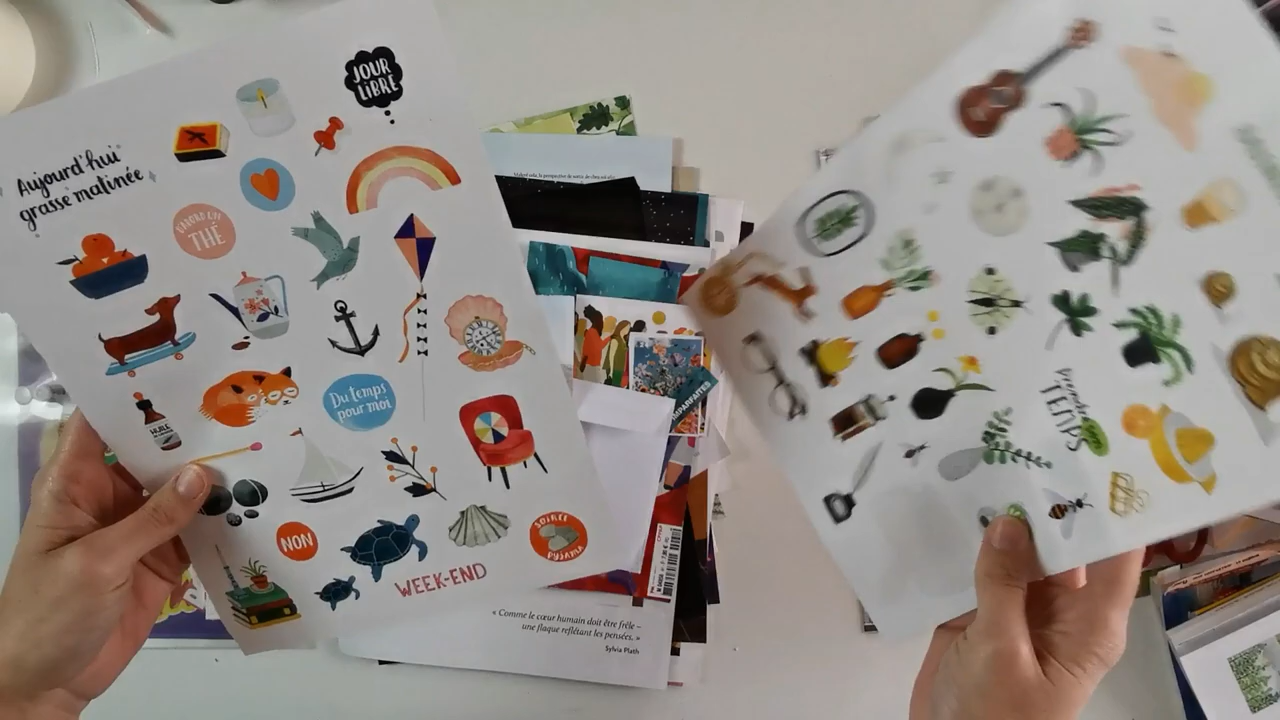 JOUR
LIBRE
Aujourd'hui
grasse matinée
D'ABORD UN
THÉ
Du temps
pour moi
HUILE
NON
WEEK-END
SOIRÉE
PYJAMA
IMPARFAITES
TEMPS
« Comme le cœur humain doit être frêle –
une flaque reflétant les pensées. »
Sylvia Plath